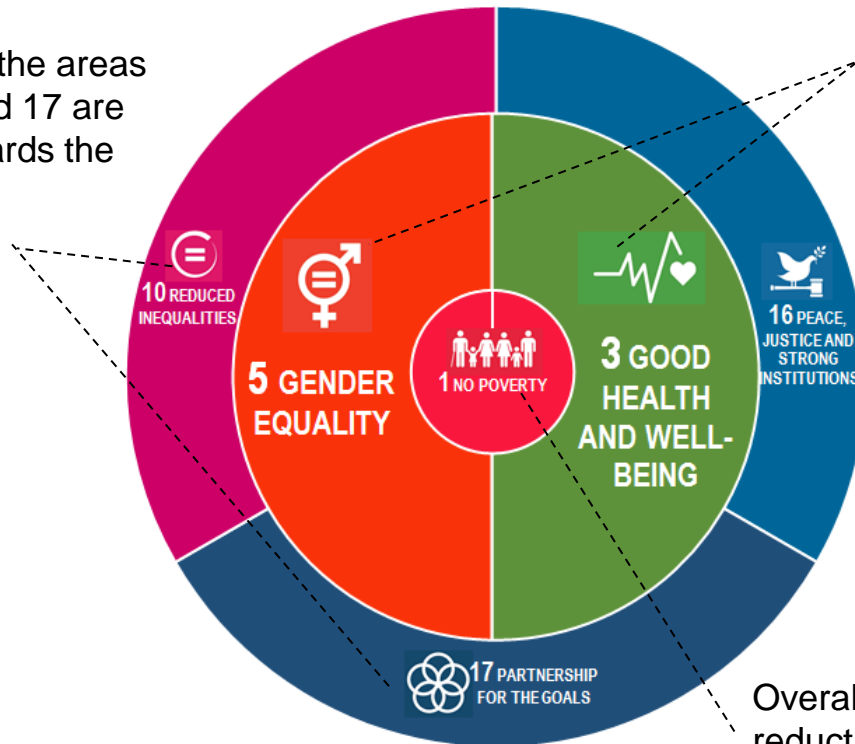 the areas
d 17 are
ards the
10 REDUCED
INEQUALITIES
5 GENDER
EQUALITY
1 NO POVERTY
3 GOOD
HEALTH
AND WELL-
BEING
16 PEACE,
JUSTICE AND
STRONG
INSTITUTIONS
17 PARTNERSHIP
FOR THE GOALS
Overal
reduct